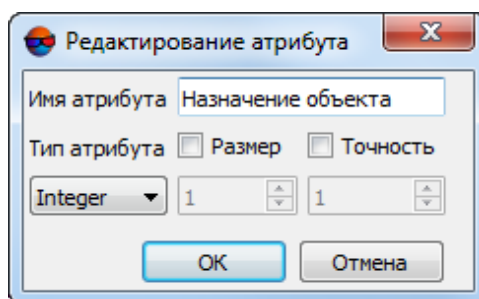 Редактирование атрибута
Имя атрибута Назначение объекта
Тип атрибута Размер Точность
Integer 1 1
OK Отмена